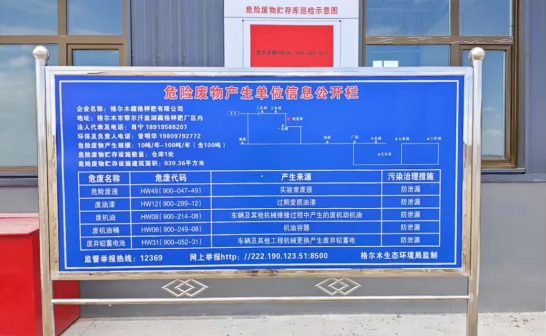 危险废物贮存库巡检示意图
危险废物产生单位信息公开栏
企业名称：格尔木藏格钾肥有限公司
地址：格尔木市察尔汗盐湖藏格钾肥厂区内
法人代表及电话：肖宁 18519588207
环保负责人及电话：曾明举 19809792772
危险废物产生规模：10吨/年—100吨/年（含100吨）
危险废物贮存设施数量：仓库1处
危险废物贮存设施建筑面积：939.36平方米
危废名称 危废代码 产生来源 污染治理措施
危险废液 HW49(900-047-49) 实验室废液 防泄漏
废油漆 HW12(900-299-12) 过期变质油漆 防泄漏
废机油 HW08(900-214-08) 车辆及其他机械维修过程中产生的废机动机油 防泄漏
废机油桶 HW08(900-249-08) 机油容器 防泄漏
废弃铅蓄电池 HW31(900-052-31) 车辆及其他工程机械更换产生废弃铅蓄电 防泄漏
监督举报热线：12369 网上举报http://222.190.123.51:8500 格尔木生态环境局监制